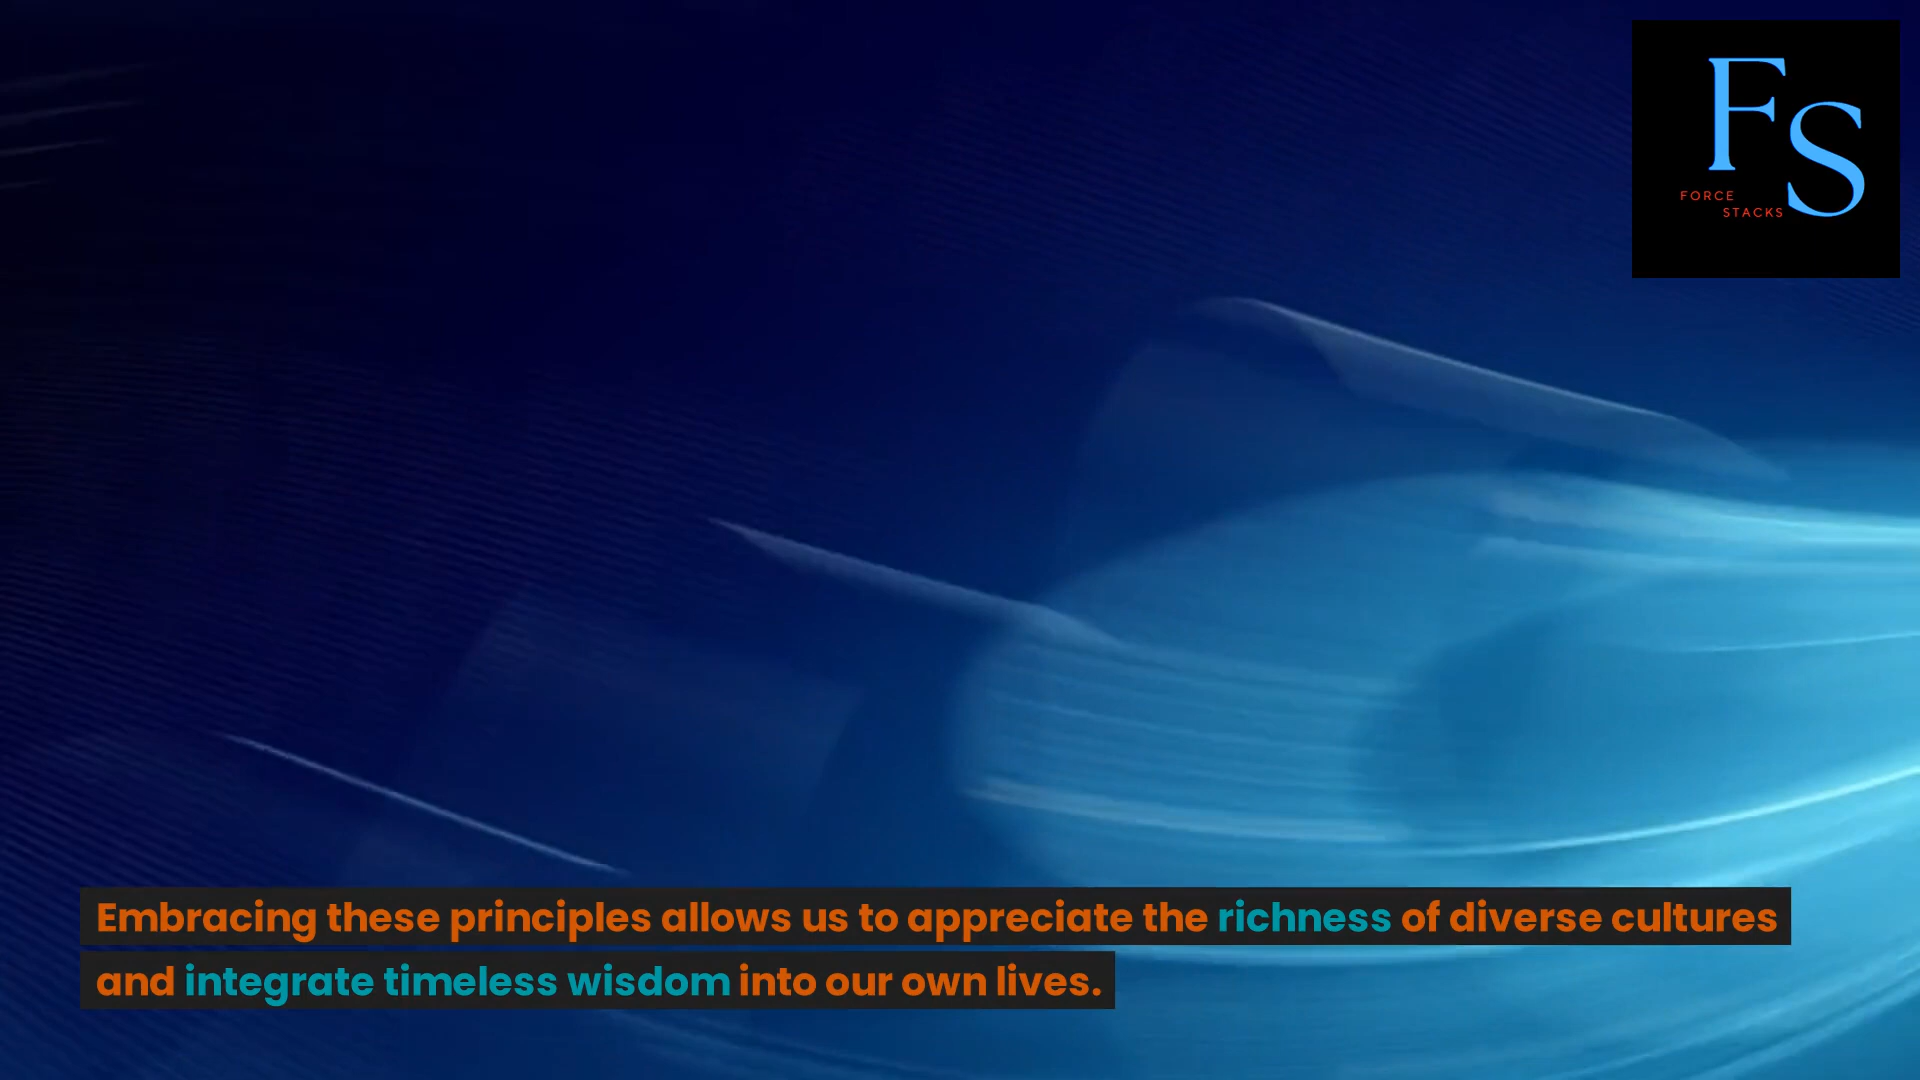 FS
FORCE
STACKS
Embracing these principles allows us to appreciate the richness of diverse cultures
and integrate timeless wisdom into our own lives.